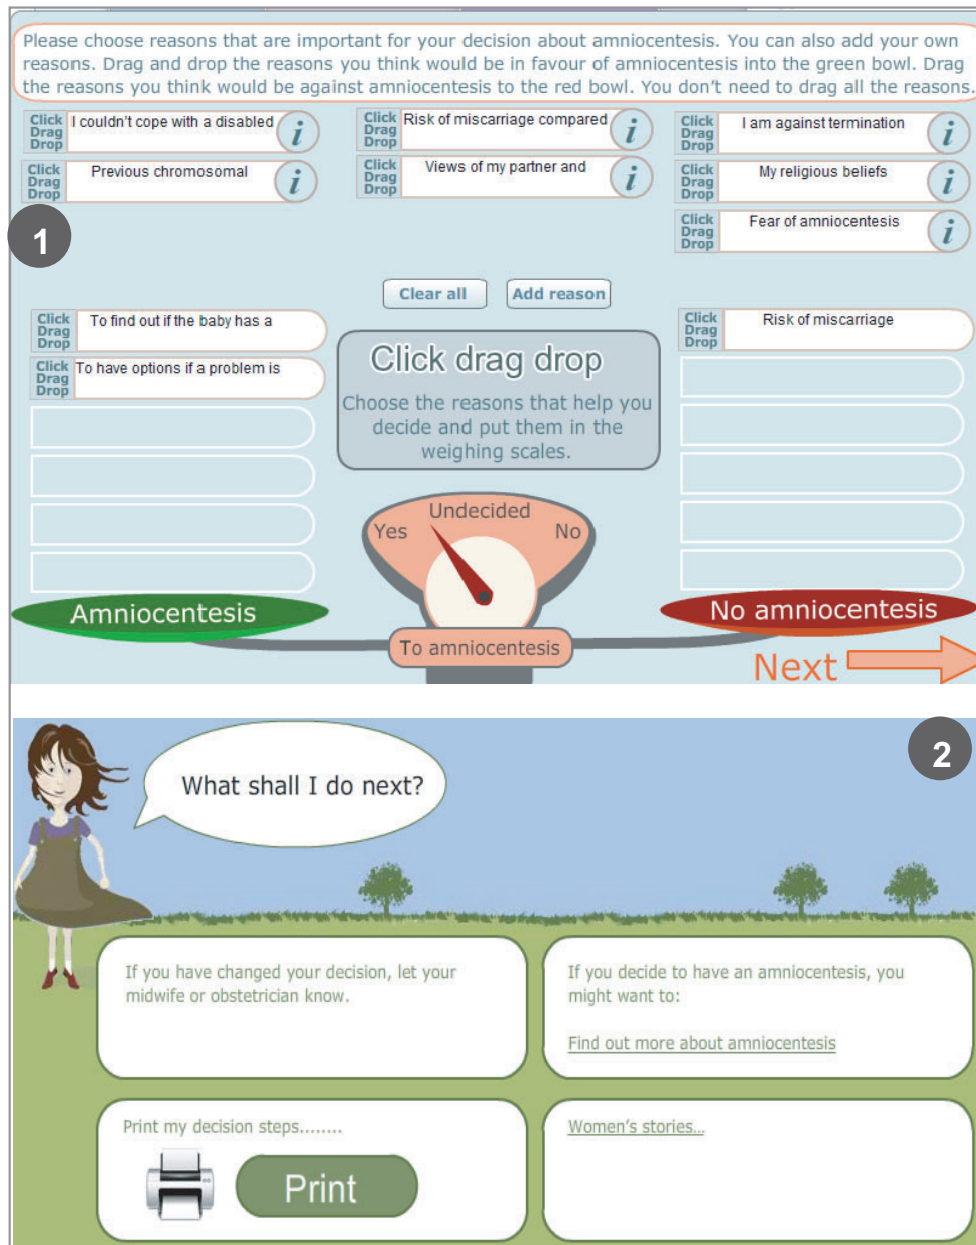 Please choose reasons that are important for your decision about amniocentesis. You can also add your own
reasons. Drag and drop the reasons you think would be in favour of amniocentesis into the green bowl. Drag
the reasons you think would be against amniocentesis to the red bowl. You don't need to drag all the reasons.
Click
Drag
Drop
I couldn't cope with a disabled
i
Click
Drag
Drop
Risk of miscarriage compared
i
Click
Drag
Drop
I am against termination
i
Click
Drag
Drop
Previous chromosomal
i
Click
Drag
Drop
Views of my partner and
i
Click
Drag
Drop
My religious beliefs
i
Click
Drag
Drop
Fear of amniocentesis
i
1
Clear all
Add reason
Click
Drag
Drop
To find out if the baby has a
Click
Drag
Drop
To have options if a problem is
Click drag drop
Choose the reasons that help you
decide and put them in the
weighing scales.
Click
Drag
Drop
Risk of miscarriage
Undecided
Yes
No
Amniocentesis
No amniocentesis
To amniocentesis
Next
2
What shall I do next?
If you have changed your decision, let your
midwife or obstetrician know.
If you decide to have an amniocentesis, you
might want to:
Find out more about amniocentesis
Print my decision steps........
Print
Women's stories...